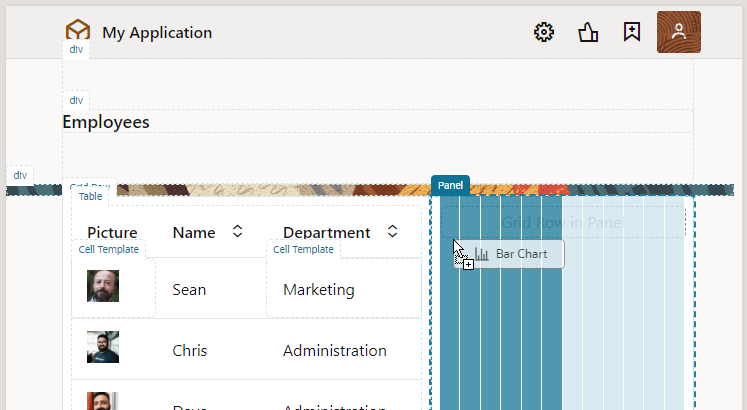 My Application
div
div
Employees
div
Panel
Grid Row
Table
Grid Row in Panel
Picture
Name
Department
Cell Template
Cell Template
Bar Chart
Sean
Marketing
Chris
Administration
Dave
Administration